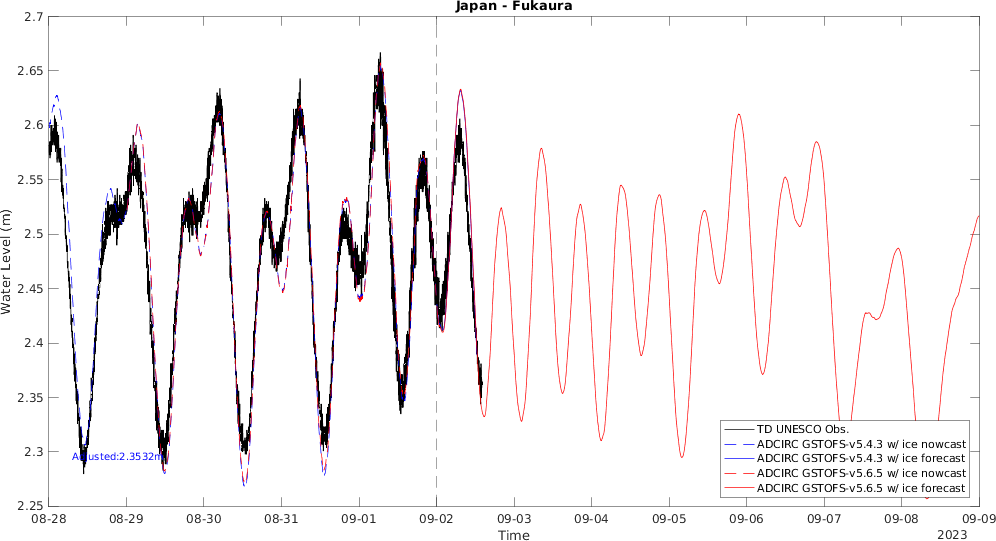 Japan - Fukaura
2.7
2.65
2.6
2.55
2.5
2.45
2.4
2.35
2.3
2.25
Water Level (m)
Adjusted:2.3532m
TD UNESCO Obs.
ADCIRC GSTOFS-v5.4.3 w/ ice nowcast
ADCIRC GSTOFS-v5.4.3 w/ ice forecast
ADCIRC GSTOFS-v5.6.5 w/ ice nowcast
ADCIRC GSTOFS-v5.6.5 w/ ice forecast
08-28 08-29 08-30 08-31 09-01 09-02 09-03 09-04 09-05 09-06 09-07 09-08 09-09
Time
2023